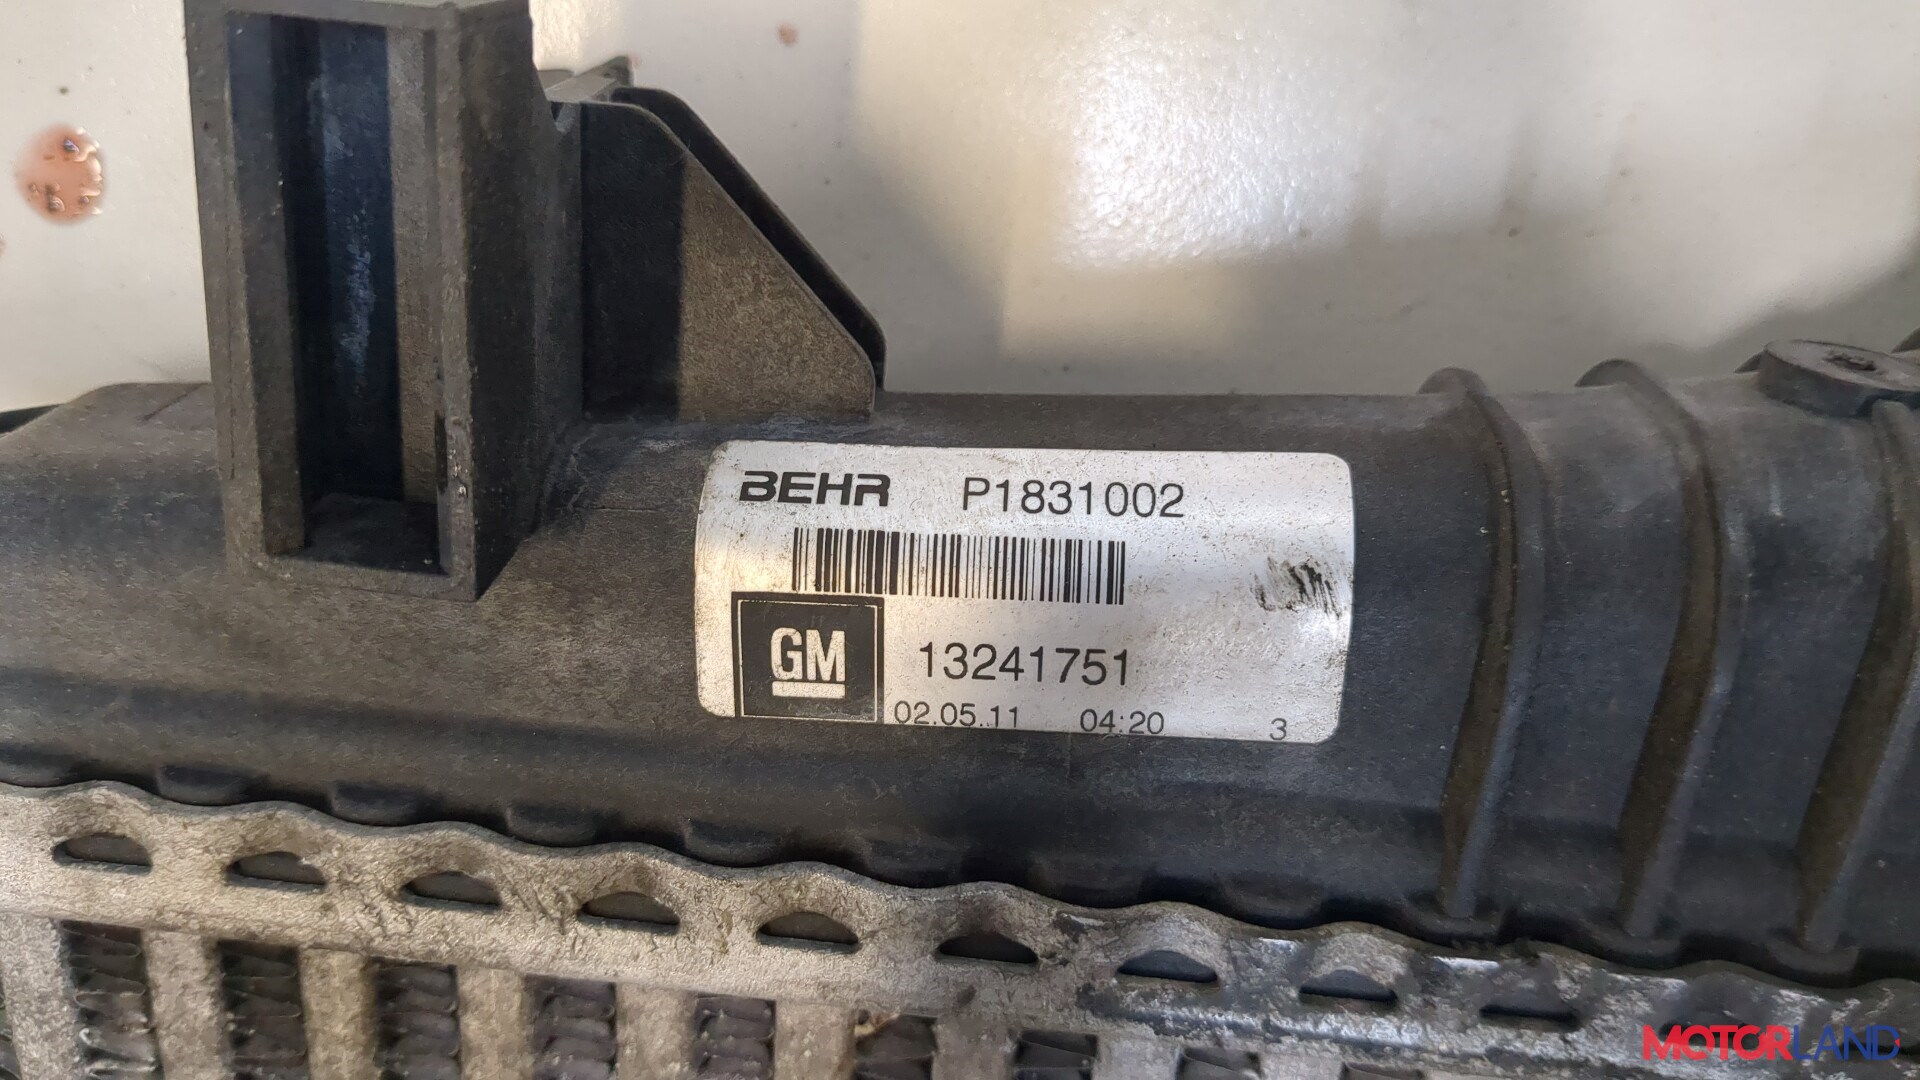 BEHR P1831002
GM 13241751
02.05.11 04:20 3
MOTORLAND